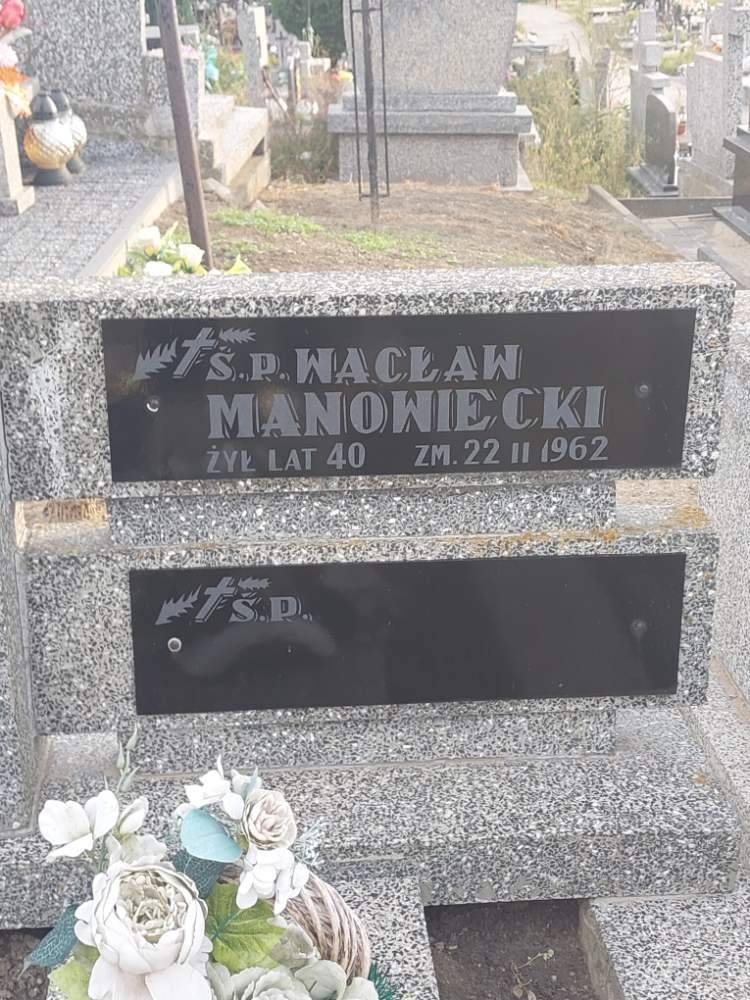 Ś.P. WACŁAW
MANOWIECKI
ŻYŁ LAT 40 ZM. 22 II 1962
Ś.P.